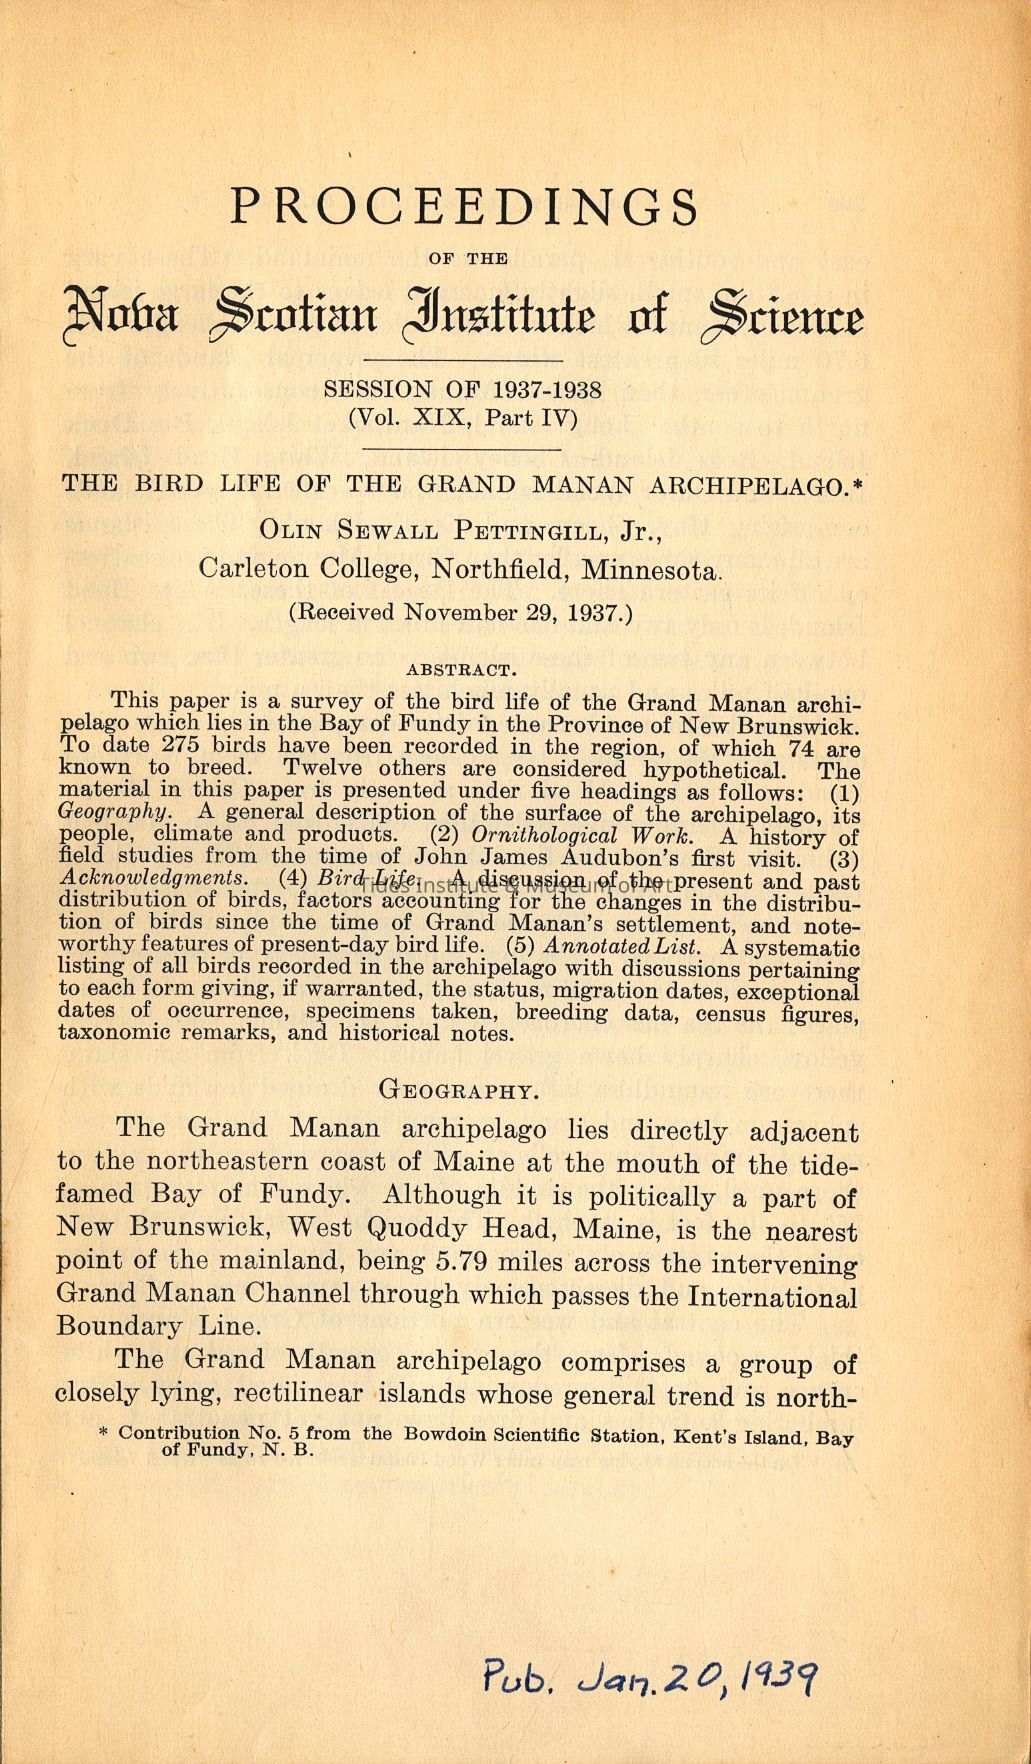 PROCEEDINGS
OF THE
Nova Scotian Institute of Science
SESSION OF 1937-1938
(Vol. XIX, Part IV)
THE BIRD LIFE OF THE GRAND MANAN ARCHIPELAGO.*
OLIN SEWALL PETTINGILL, Jr.,
Carleton College, Northfield, Minnesota.
(Received November 29, 1937.)
ABSTRACT.
This paper is a survey of the bird life of the Grand Manan archi-
pelago which lies in the Bay of Fundy in the Province of New Brunswick.
To date 275 birds have been recorded in the region, of which 74 are
known to breed. Twelve others are considered hypothetical. The
material in this paper is presented under five headings as follows: (1)
Geography. A general description of the surface of the archipelago, its
people, climate and products. (2) Ornithological Work. A history of
field studies from the time of John James Audubon's first visit. (3)
Acknowledgments. (4) Bird Life. A discussion of the present and past
Tides Institute & Museum of Art
distribution of birds, factors accounting for the changes in the distribu-
tion of birds since the time of Grand Manan's settlement, and note-
worthy features of present-day bird life. (5) Annotated List. A systematic
listing of all birds recorded in the archipelago with discussions pertaining
to each form giving, if warranted, the status, migration dates, exceptional
dates of occurrence, specimens taken, breeding data, census figures,
taxonomic remarks, and historical notes.
GEOGRAPHY.
The Grand Manan archipelago lies directly adjacent
to the northeastern coast of Maine at the mouth of the tide-
famed Bay of Fundy. Although it is politically a part of
New Brunswick, West Quoddy Head, Maine, is the nearest
point of the mainland, being 5.79 miles across the intervening
Grand Manan Channel through which passes the International
Boundary Line.
The Grand Manan archipelago comprises a group of
closely lying, rectilinear islands whose general trend is north-
* Contribution No. 5 from the Bowdoin Scientific Station, Kent's Island, Bay
of Fundy, N. B.
Pub. Jan. 20, 1939